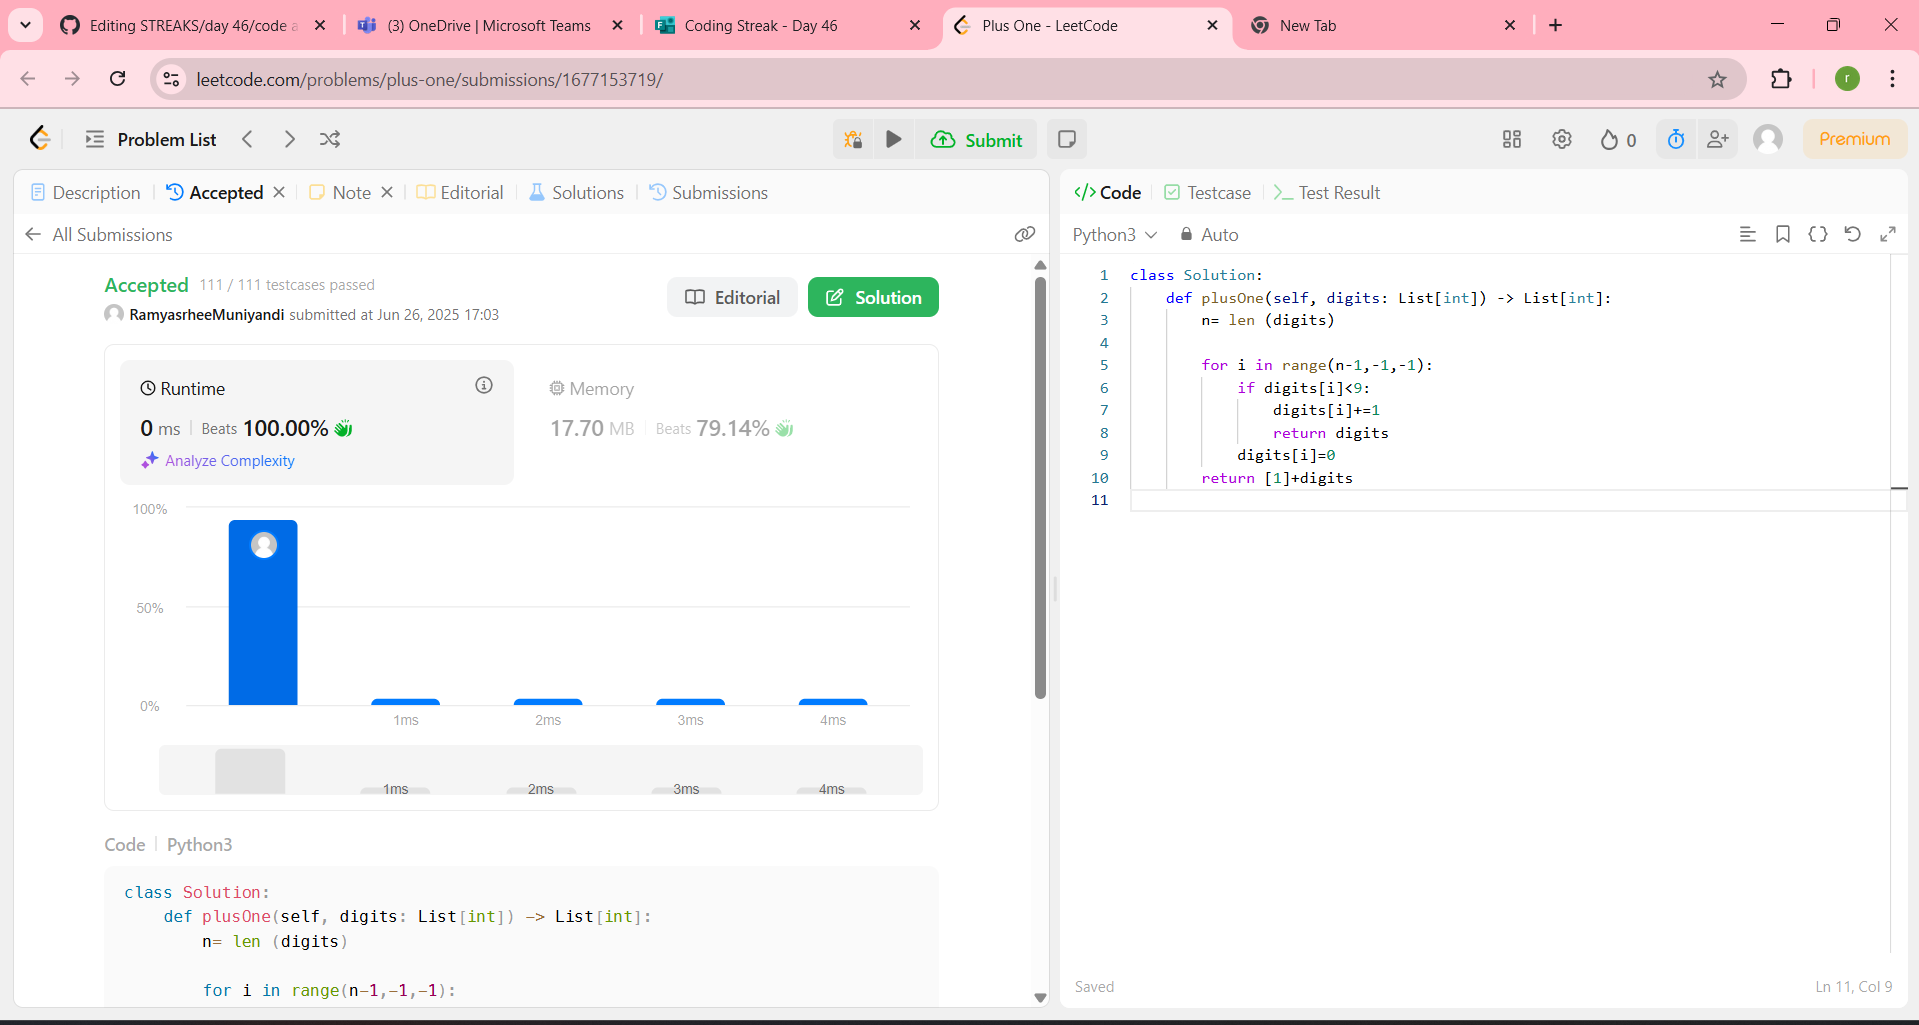 Editing STREAKS/day 46/code a
(3) OneDrive | Microsoft Teams
Coding Streak - Day 46
Plus One - LeetCode
New Tab
leetcode.com/problems/plus-one/submissions/1677153719/
r
Problem List
Submit
0
Premium
Description
Accepted
Note
Editorial
Solutions
Submissions
All Submissions
Accepted 111 / 111 testcases passed
RamyasrheeMuniyandi submitted at Jun 26, 2025 17:03
Editorial
Solution
Runtime
0 ms | Beats 100.00%
Analyze Complexity
Memory
17.70 MB | Beats 79.14%
100%
50%
0%
1ms 2ms 3ms 4ms
1ms 2ms 3ms 4ms
Code | Python3
class Solution:
    def plusOne(self, digits: List[int]) -> List[int]:
        n= len (digits)
        for i in range(n-1,-1,-1):
Code
Testcase
Test Result
Python3
Auto
1 class Solution:
2     def plusOne(self, digits: List[int]) -> List[int]:
3         n= len (digits)
4
5         for i in range(n-1,-1,-1):
6             if digits[i]<9:
7                 digits[i]+=1
8                 return digits
9             digits[i]=0
10         return [1]+digits
11
Saved
Ln 11, Col 9